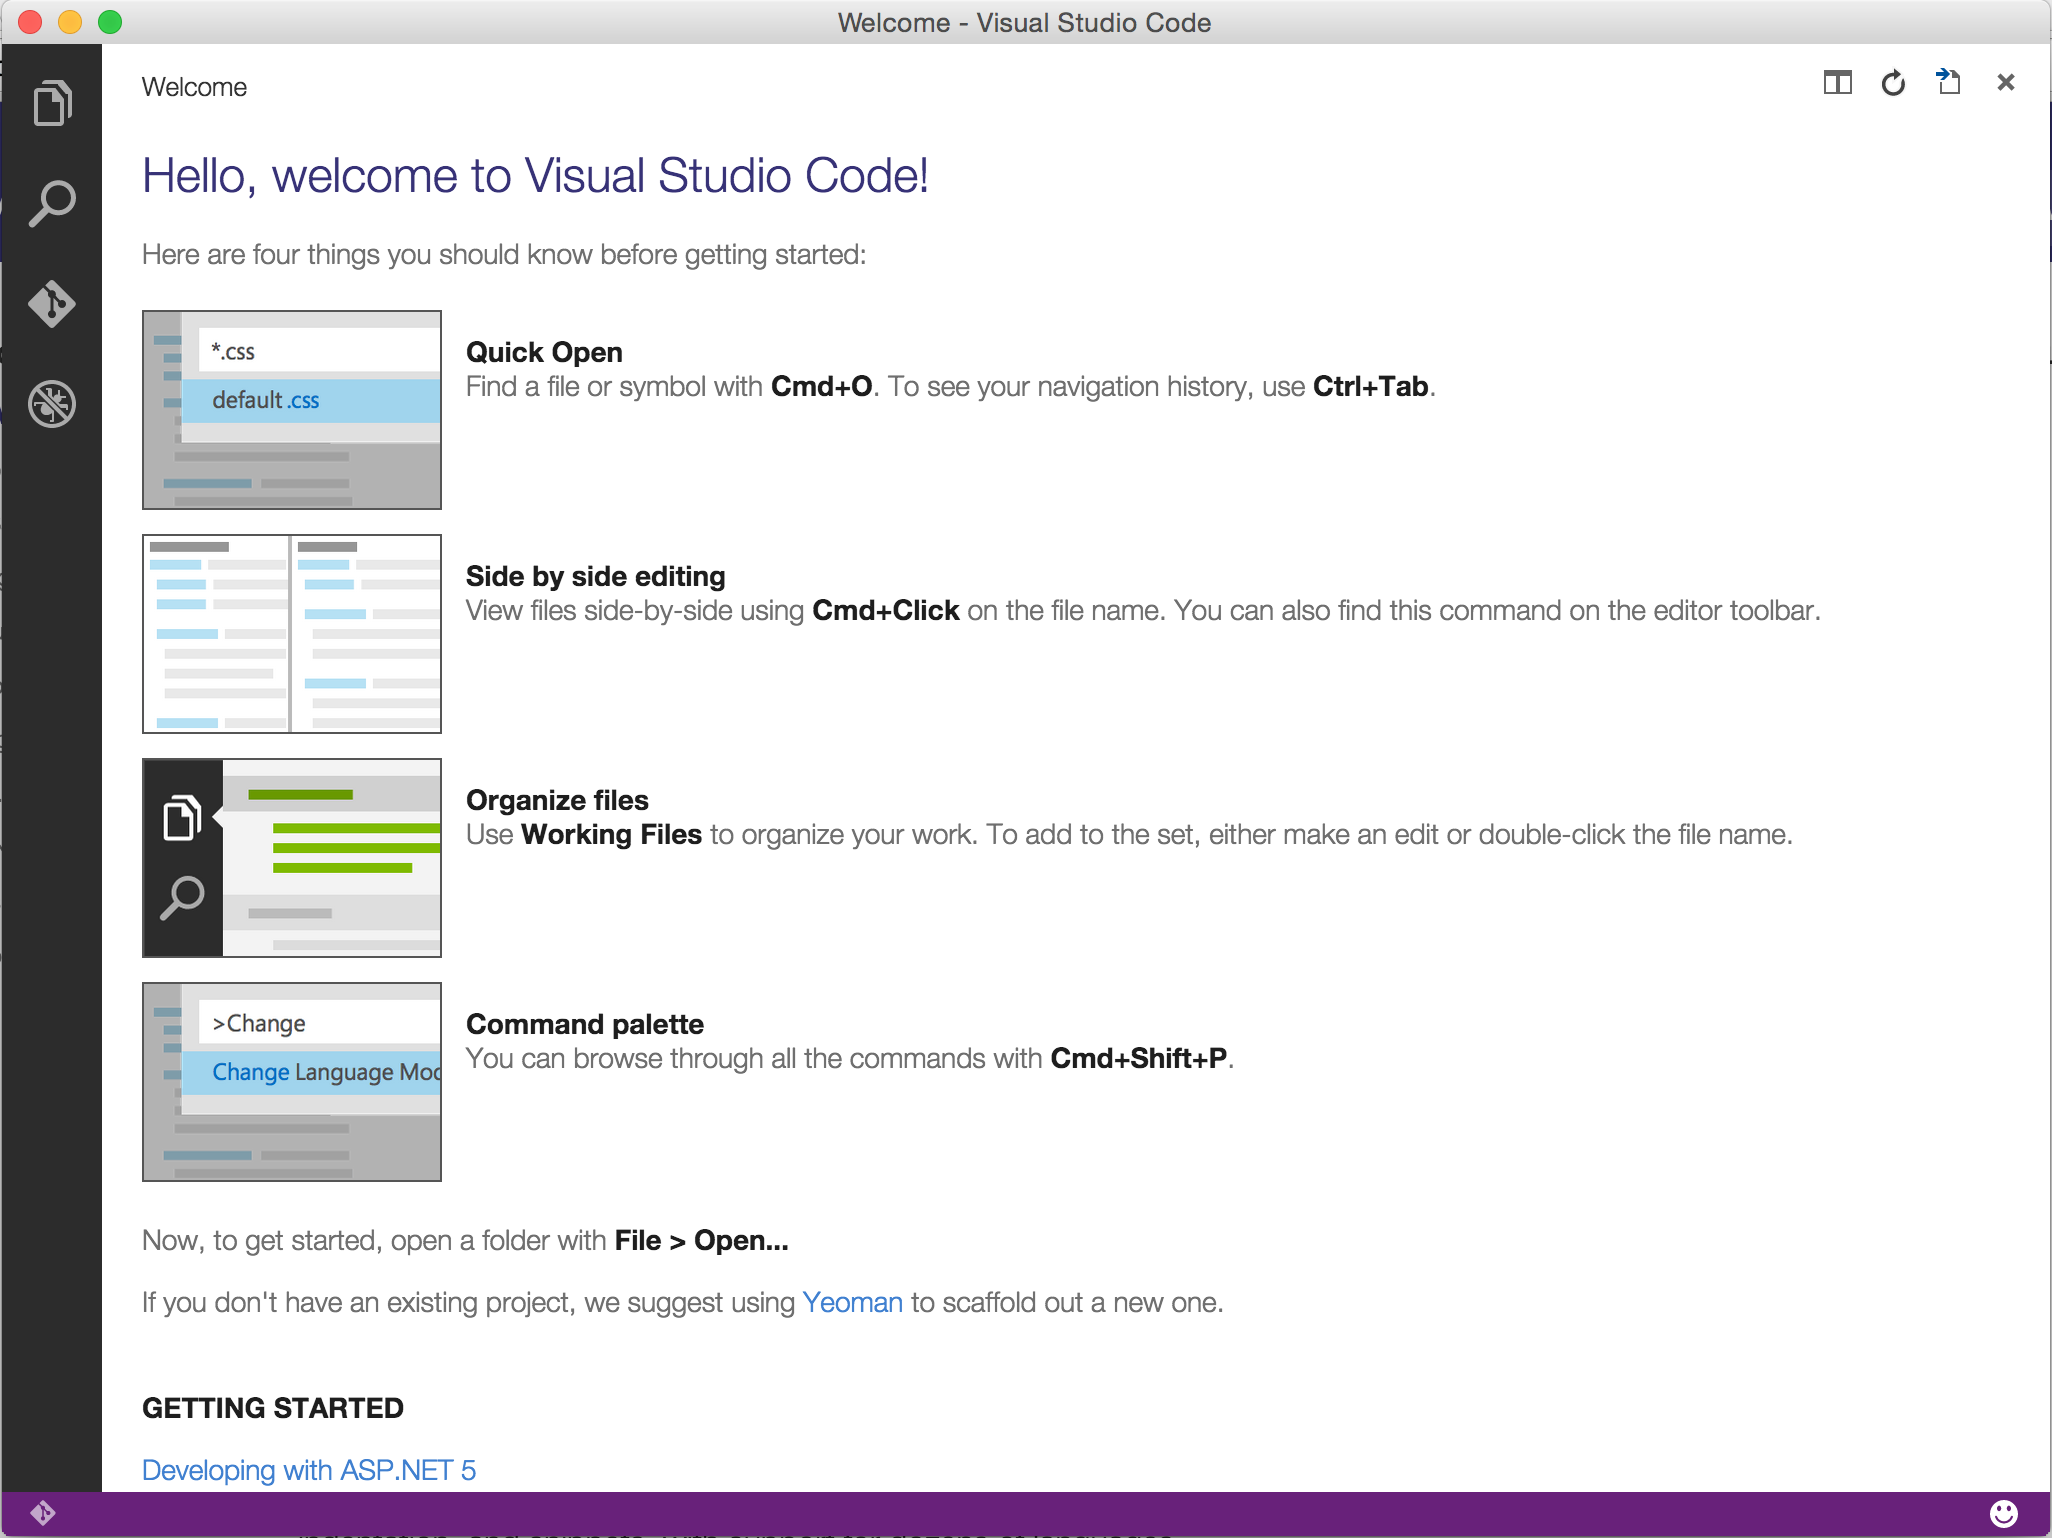 Welcome - Visual Studio Code
Welcome
Hello, welcome to Visual Studio Code!
Here are four things you should know before getting started:
*.css
default.css
Quick Open
Find a file or symbol with Cmd+O. To see your navigation history, use Ctrl+Tab.
Side by side editing
View files side-by-side using Cmd+Click on the file name. You can also find this command on the editor toolbar.
Organize files
Use Working Files to organize your work. To add to the set, either make an edit or double-click the file name.
>Change
Change Language Mod
Command palette
You can browse through all the commands with Cmd+Shift+P.
Now, to get started, open a folder with File > Open...
If you don't have an existing project, we suggest using Yeoman to scaffold out a new one.
GETTING STARTED
Developing with ASP.NET 5